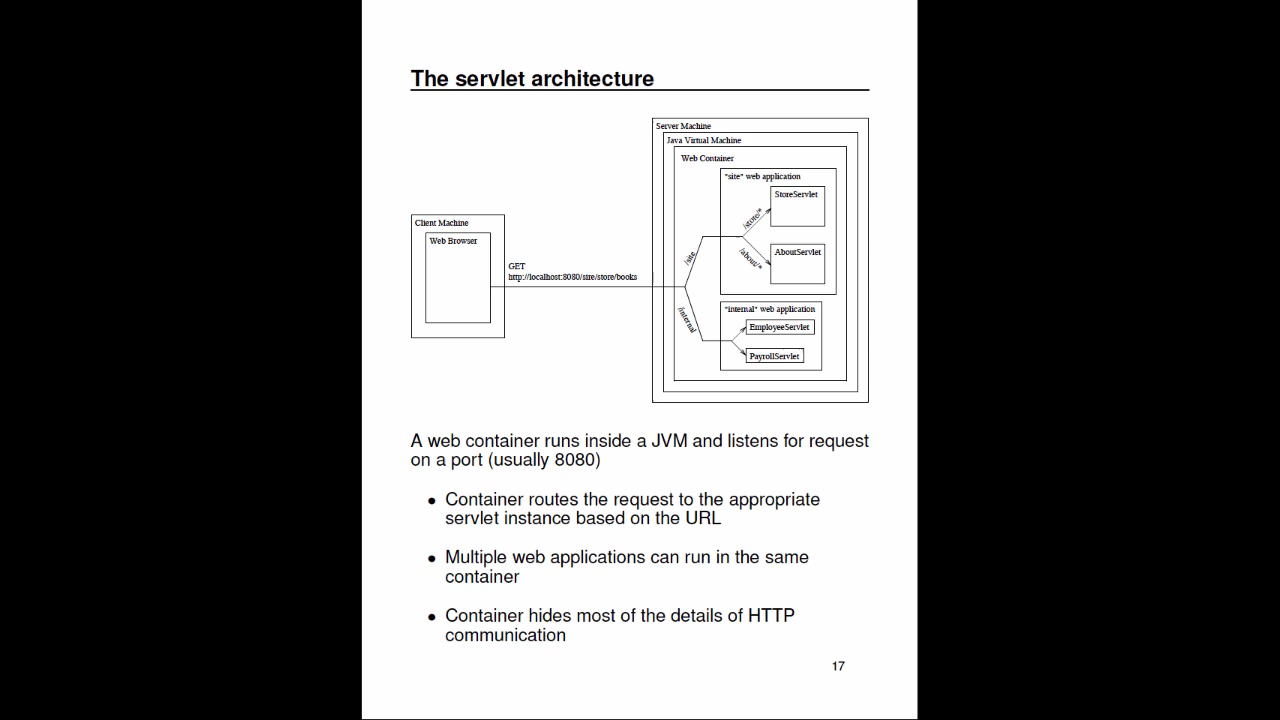 The servlet architecture
Server Machine
Java Virtual Machine
Web Container
"site" web application
StoreServlet
/store/*
Client Machine
Web Browser
/about/*
AboutServlet
/site
GET
http://localhost:8080/sire/store/books
/internal
"internal" web application
EmployeeServlet
PayrollServlet
A web container runs inside a JVM and listens for request
on a port (usually 8080)
● Container routes the request to the appropriate
servlet instance based on the URL
● Multiple web applications can run in the same
container
● Container hides most of the details of HTTP
communication
17